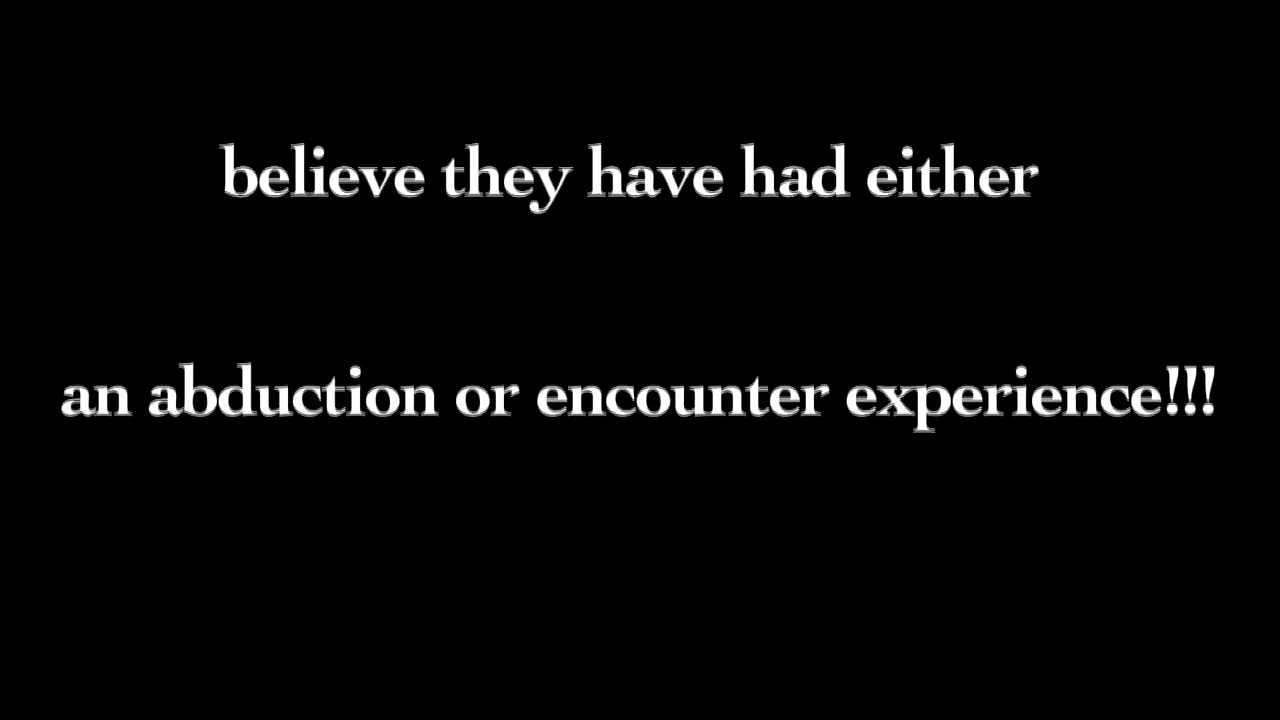 believe they have had either
an abduction or encounter experience!!!